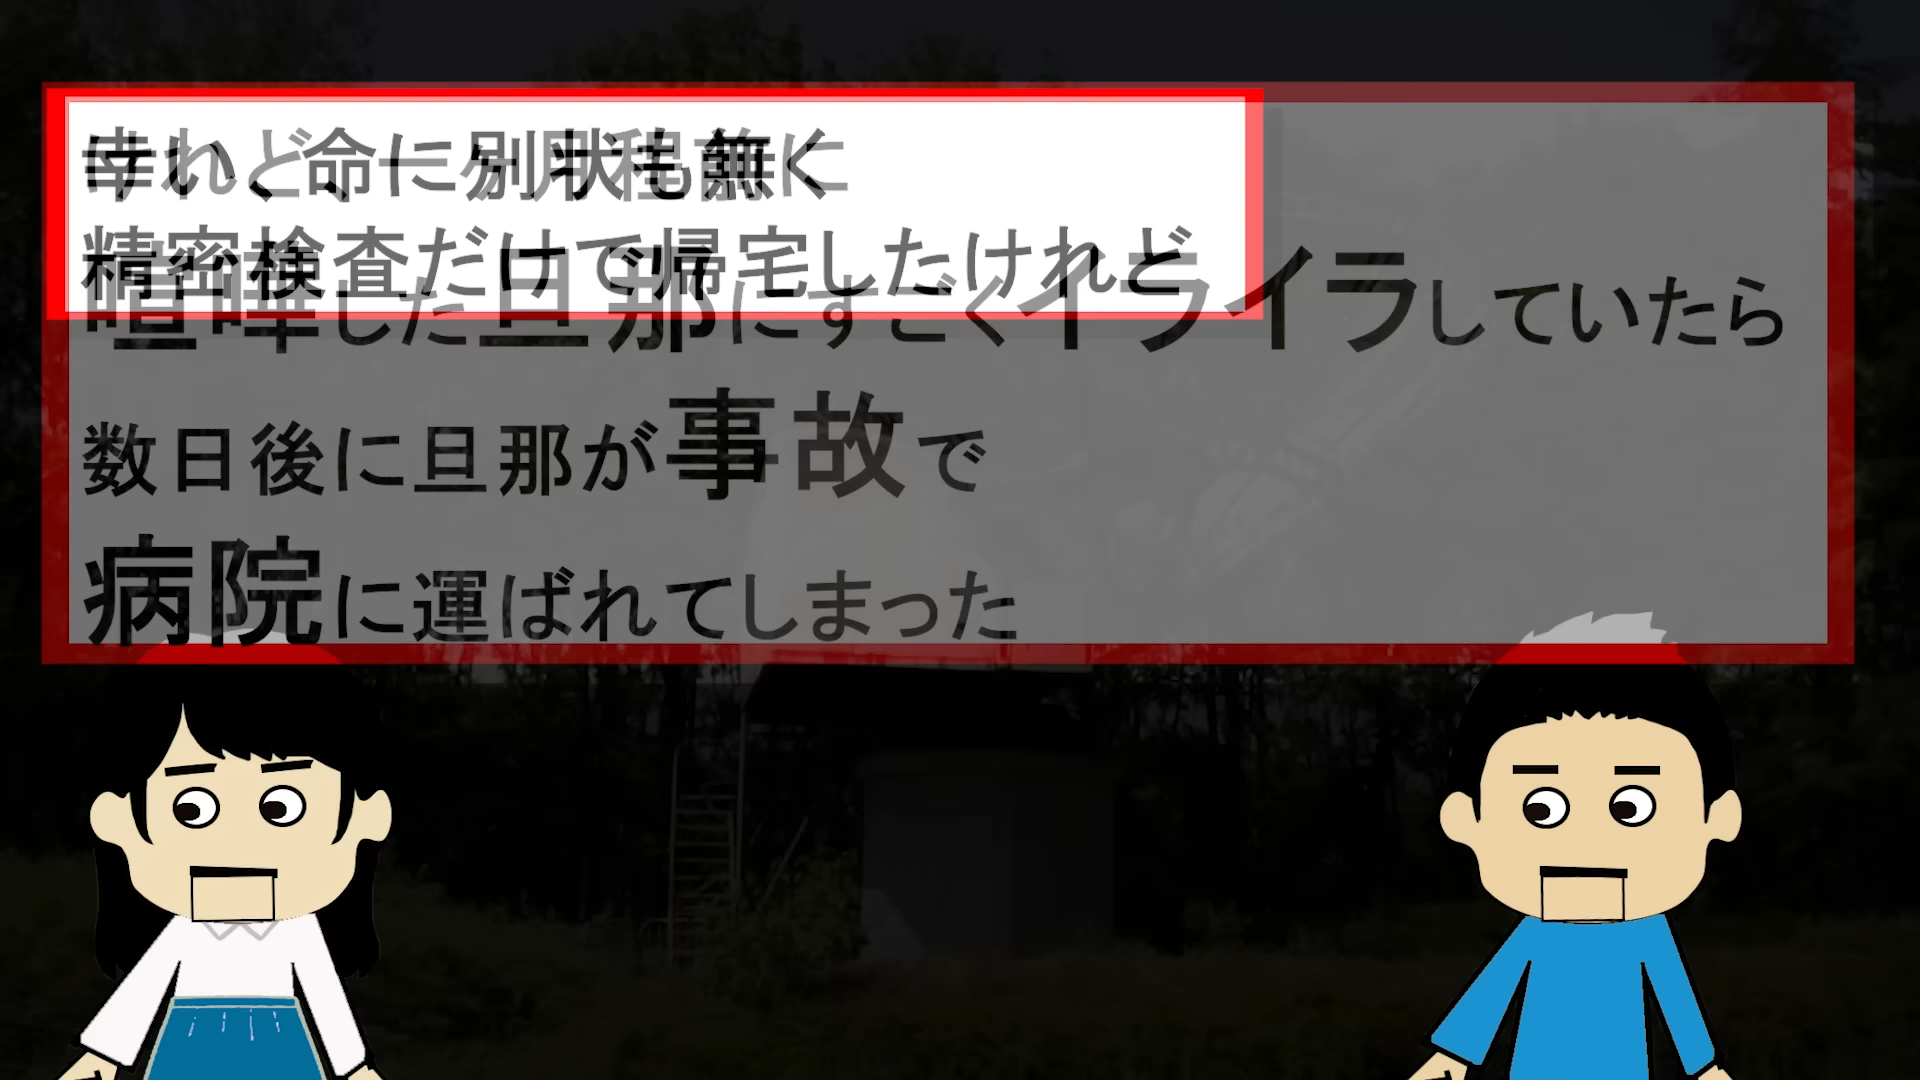 幸い、命に別状も無く
精密検査だけで帰宅したけれど
喧嘩した旦那にすごくイライラしていたら
数日後に旦那が事故で
病院に運ばれてしまった